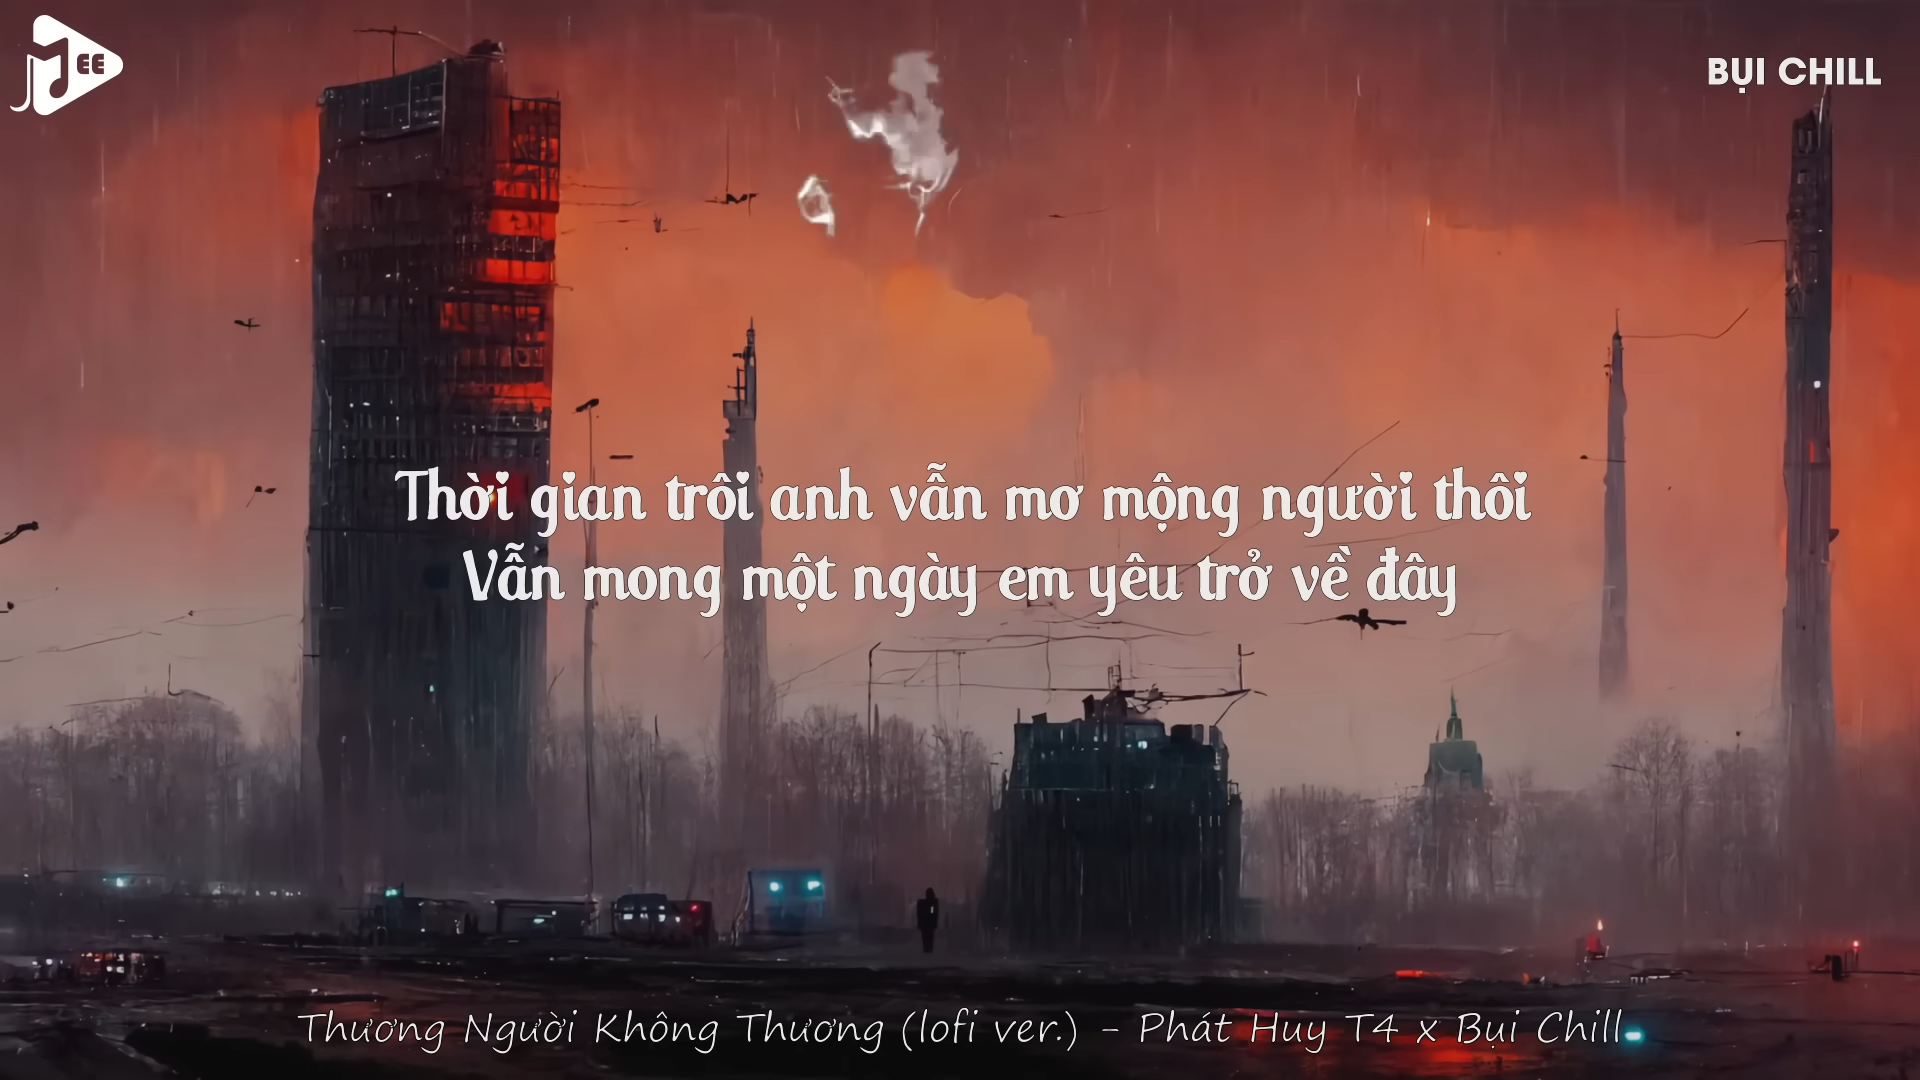 JEE
BỤI CHILL
Thời gian trôi anh vẫn mơ mộng người thôi
Vẫn mong một ngày em yêu trở về đây
Thương Người Không Thương (lofi ver.) - Phát Huy T4 x Bụi Chill